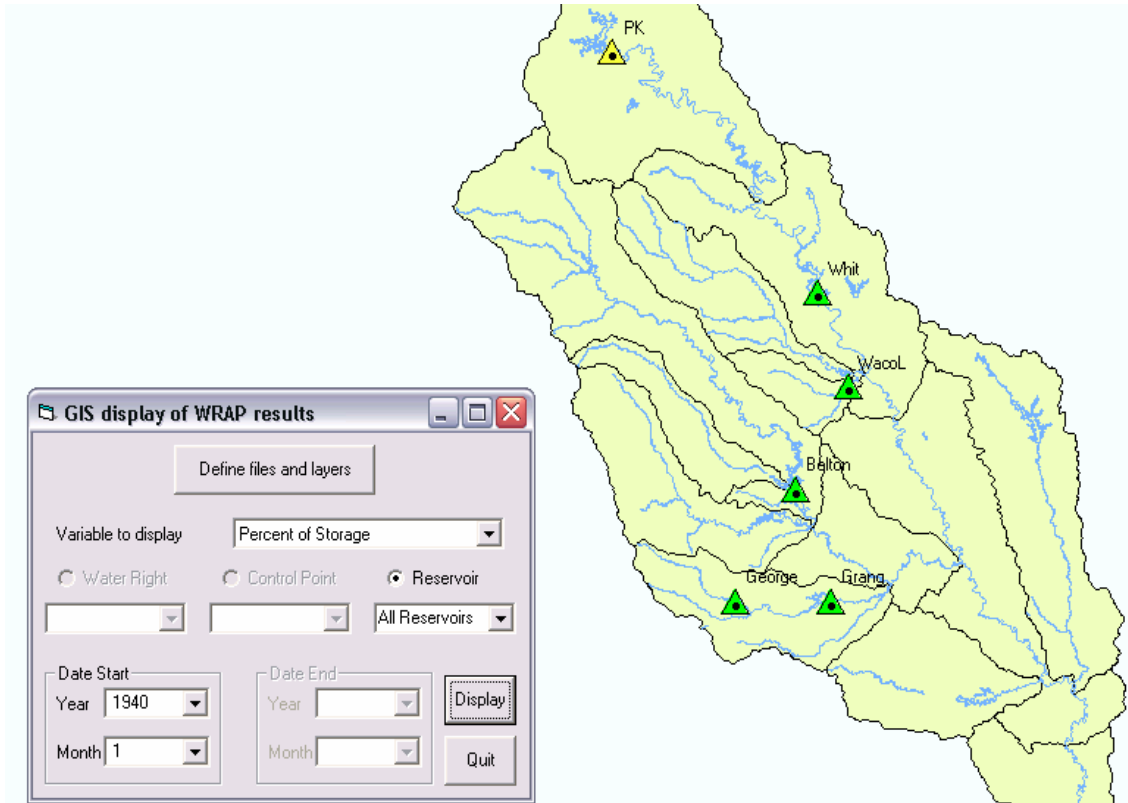 PK
Whit
WacoL
Belton
George Grang
GIS display of WRAP results
Define files and layers
Variable to display Percent of Storage
Water Right Control Point Reservoir
All Reservoirs
Date Start Date End
Year 1940 Year
Display
Month 1 Month
Quit